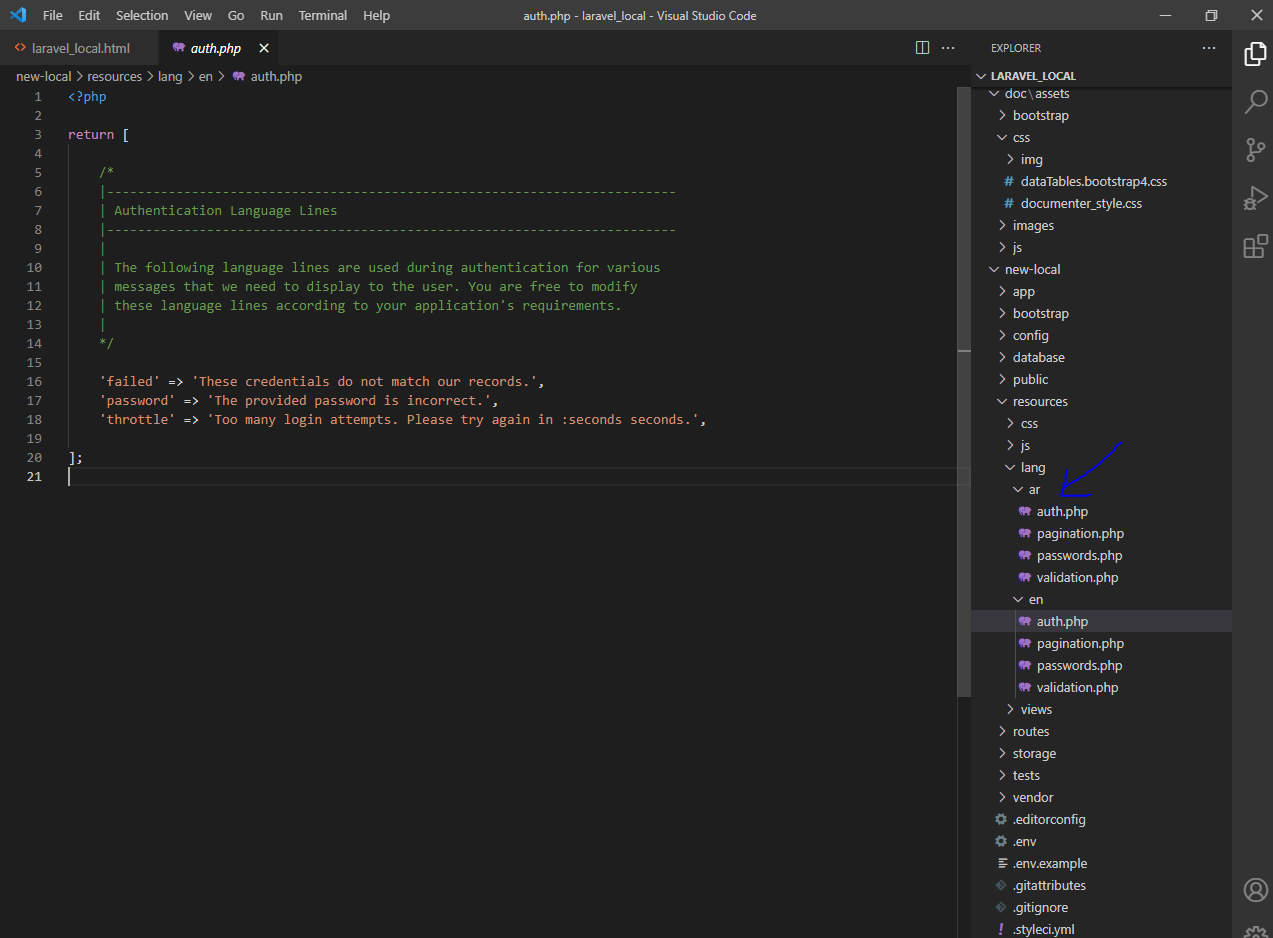 File Edit Selection View Go Run Terminal Help
auth.php - laravel_local - Visual Studio Code
laravel_local.html
auth.php
new-local > resources > lang > en > auth.php
1 <?php
2
3 return [
4
5 /*
6 |--------------------------------------------------------------------------
7 | Authentication Language Lines
8 |--------------------------------------------------------------------------
9 |
10 | The following language lines are used during authentication for various
11 | messages that we need to display to the user. You are free to modify
12 | these language lines according to your application's requirements.
13 |
14 */
15
16 'failed' => 'These credentials do not match our records.',
17 'password' => 'The provided password is incorrect.',
18 'throttle' => 'Too many login attempts. Please try again in :seconds seconds.',
19
20 ];
21
EXPLORER
LARAVEL_LOCAL
doc\assets
bootstrap
css
img
# dataTables.bootstrap4.css
# documenter_style.css
images
js
new-local
app
bootstrap
config
database
public
resources
css
js
lang
ar
auth.php
pagination.php
passwords.php
validation.php
en
auth.php
pagination.php
passwords.php
validation.php
views
routes
storage
tests
vendor
.editorconfig
.env
.env.example
.gitattributes
.gitignore
! .styleci.yml